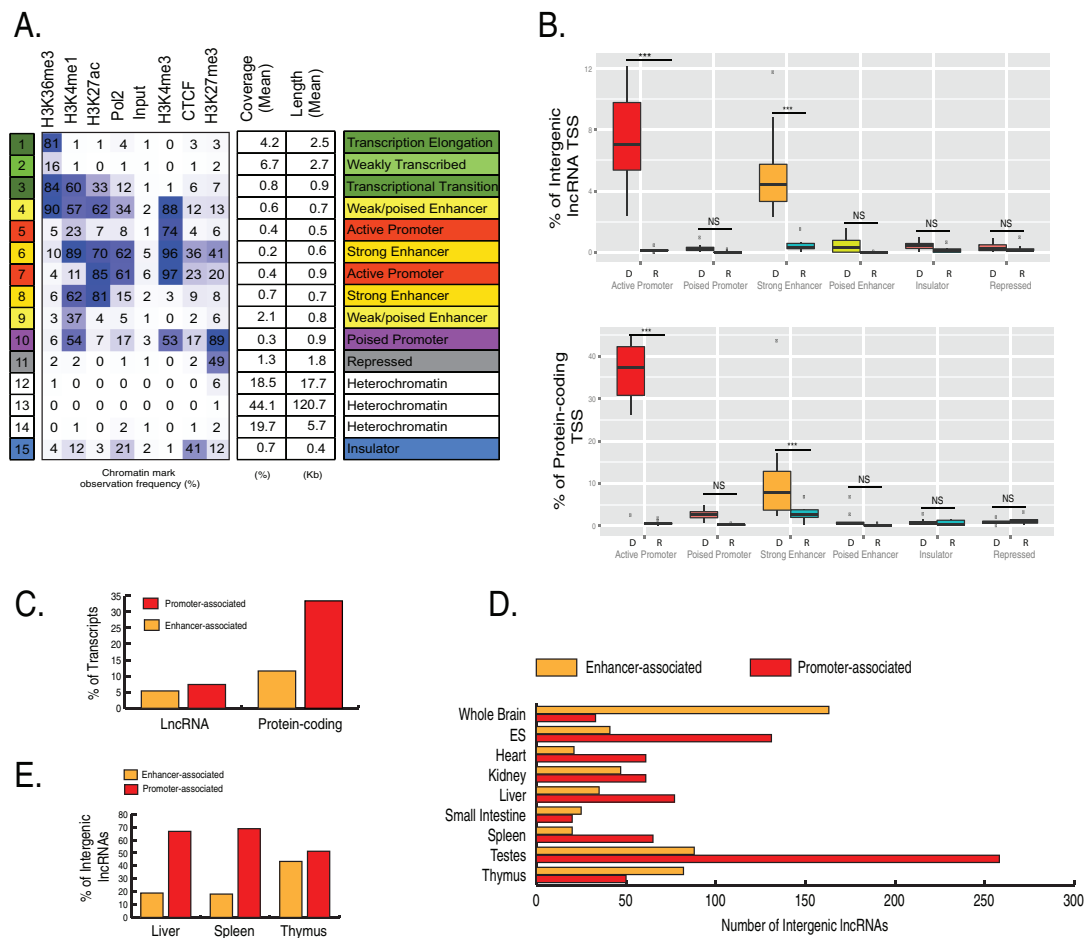 A.
H3K36me3 H3K4me1 H3K27ac Pol2 Input H3K4me3 CTCF H3K27me3 Coverage (Mean) Length (Mean)
1 81 1 1 4 1 0 3 3 4.2 2.5 Transcription Elongation
2 16 1 0 1 1 0 1 2 6.7 2.7 Weakly Transcribed
3 84 60 33 12 1 1 6 7 0.8 0.9 Transcriptional Transition
4 90 57 62 34 2 88 12 13 0.6 0.7 Weak/poised Enhancer
5 5 23 7 8 1 74 4 6 0.4 0.5 Active Promoter
6 10 89 70 62 5 96 36 41 0.2 0.6 Strong Enhancer
7 4 11 85 61 6 97 23 20 0.4 0.9 Active Promoter
8 6 62 81 15 2 3 9 8 0.7 0.7 Strong Enhancer
9 3 37 4 5 1 0 2 6 2.1 0.8 Weak/poised Enhancer
10 6 54 7 17 3 53 17 89 0.3 0.9 Poised Promoter
11 2 2 0 1 1 0 2 49 1.3 1.8 Repressed
12 1 0 0 0 0 0 0 6 18.5 17.7 Heterochromatin
13 0 0 0 0 0 0 0 1 44.1 120.7 Heterochromatin
14 0 1 0 2 1 0 1 2 19.7 5.7 Heterochromatin
15 4 12 3 21 2 1 41 12 0.7 0.4 Insulator
Chromatin mark
observation frequency (%)
(%) (Kb)
B.
% of Intergenic
lncRNA TSS
12
8
4
0
*** NS *** NS NS NS
D R D R D R D R D R D R
Active Promoter Poised Promoter Strong Enhancer Poised Enhancer Insulator Repressed
% of Protein-coding
TSS
40
30
20
10
0
*** NS *** NS NS NS
D R D R D R D R D R D R
Active Promoter Poised Promoter Strong Enhancer Poised Enhancer Insulator Repressed
C.
% of Transcripts
35
30
25
20
15
10
5
0
Promoter-associated
Enhancer-associated
LncRNA Protein-coding
D.
Enhancer-associated Promoter-associated
Whole Brain
ES
Heart
Kidney
Liver
Small Intestine
Spleen
Testes
Thymus
0 50 100 150 200 250 300
Number of Intergenic lncRNAs
E.
Enhancer-associated
Promoter-associated
% of Intergenic
lncRNAs
80
70
60
50
40
30
20
10
0
Liver Spleen Thymus